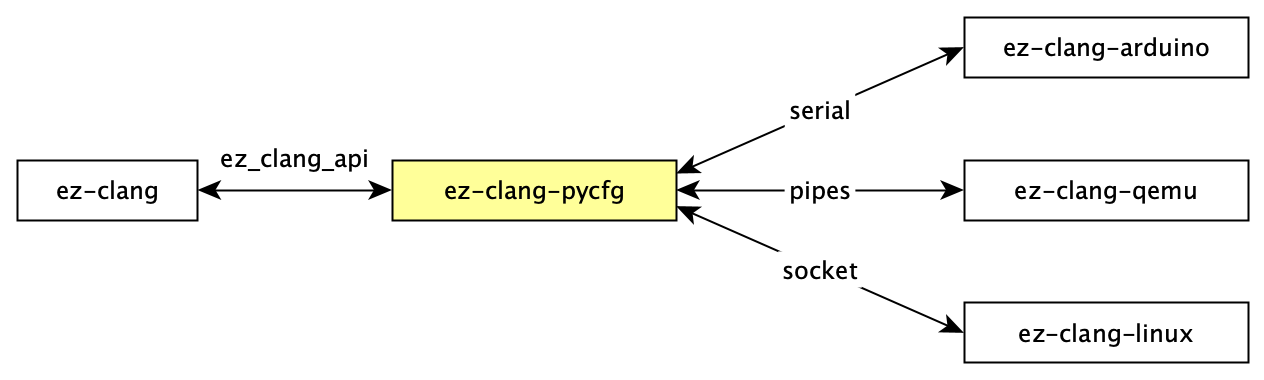 ez-clang
ez_clang_api
ez-clang-pycfg
serial
pipes
socket
ez-clang-arduino
ez-clang-qemu
ez-clang-linux